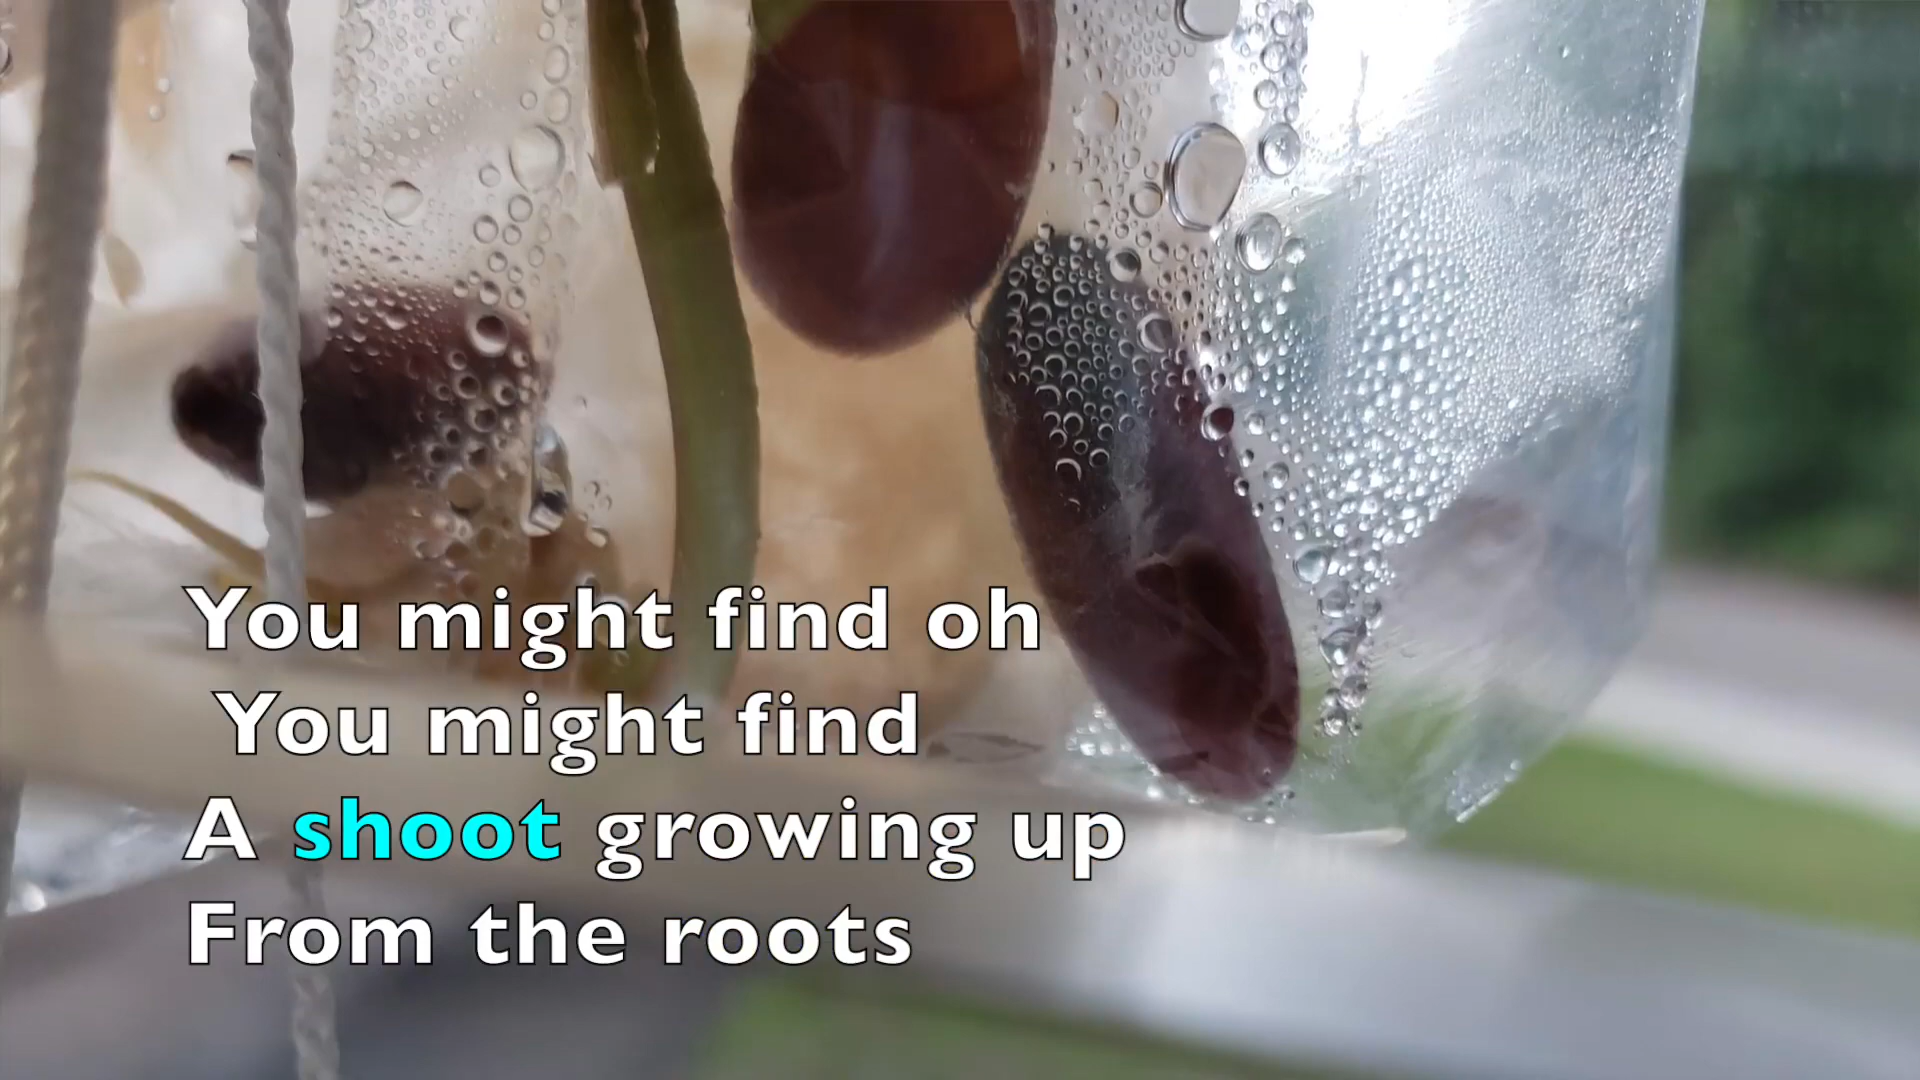 You might find oh
You might find
A shoot growing up
From the roots